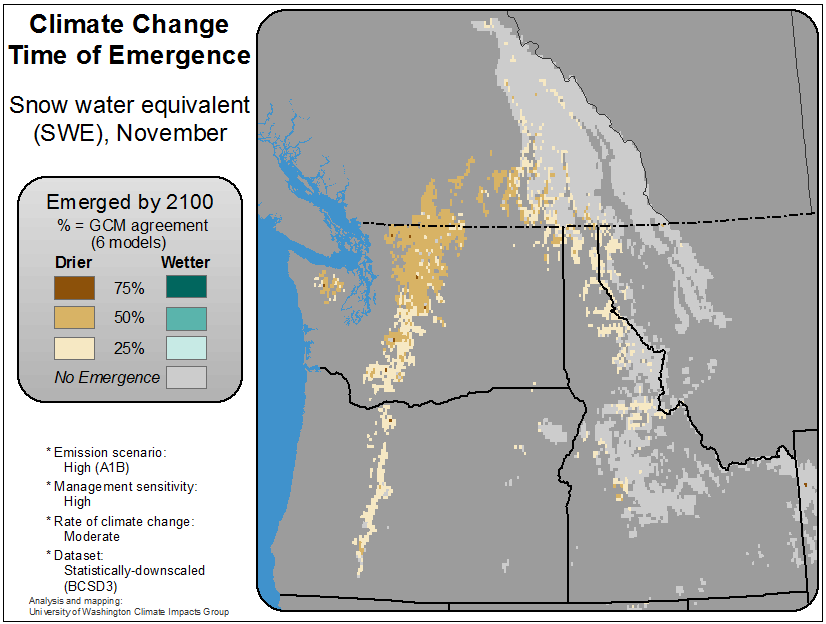 Climate Change
Time of Emergence
Snow water equivalent
(SWE), November
Emerged by 2100
% = GCM agreement
(6 models)
Drier Wetter
75%
50%
25%
No Emergence
* Emission scenario:
High (A1B)
* Management sensitivity:
High
* Rate of climate change:
Moderate
* Dataset:
Statistically-downscaled
(BCSD3)
Analysis and mapping:
University of Washington Climate Impacts Group